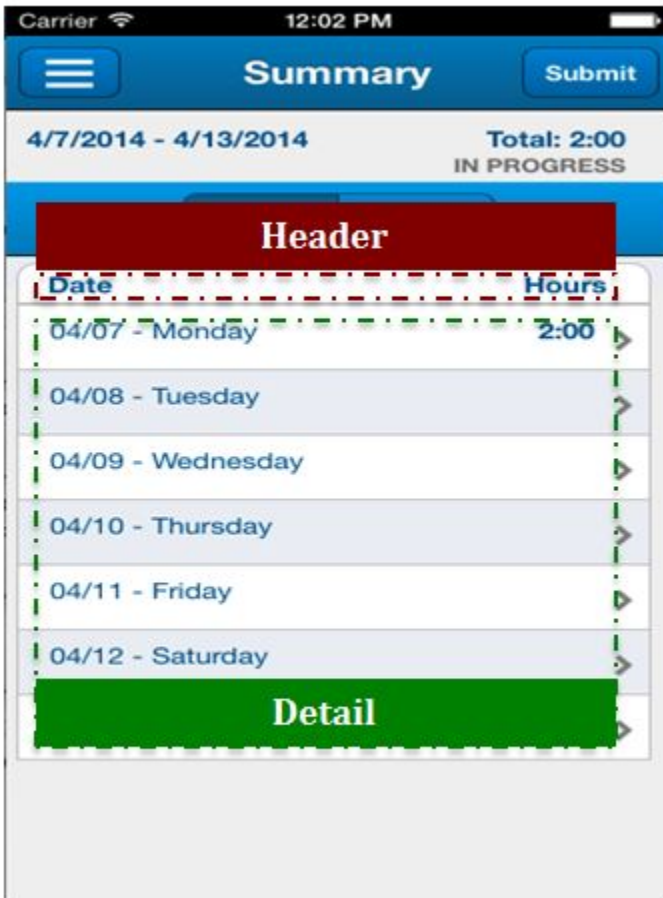 Carrier 12:02 PM
Summary Submit
4/7/2014 - 4/13/2014 Total: 2:00
IN PROGRESS
Header
Date Hours
04/07 - Monday 2:00
04/08 - Tuesday
04/09 - Wednesday
04/10 - Thursday
04/11 - Friday
04/12 - Saturday
Detail